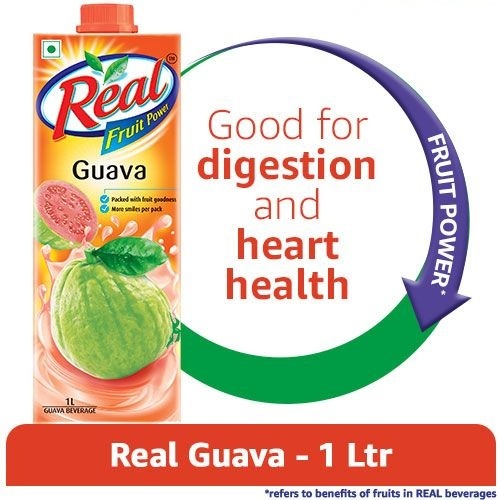 Real
™
Fruit Power
Guava
Packed with fruit goodness
More smiles per pack
1L
GUAVA BEVERAGE
Good for
digestion
and
heart
health
FRUIT POWER*
Real Guava - 1 Ltr
*refers to benefits of fruits in REAL beverages